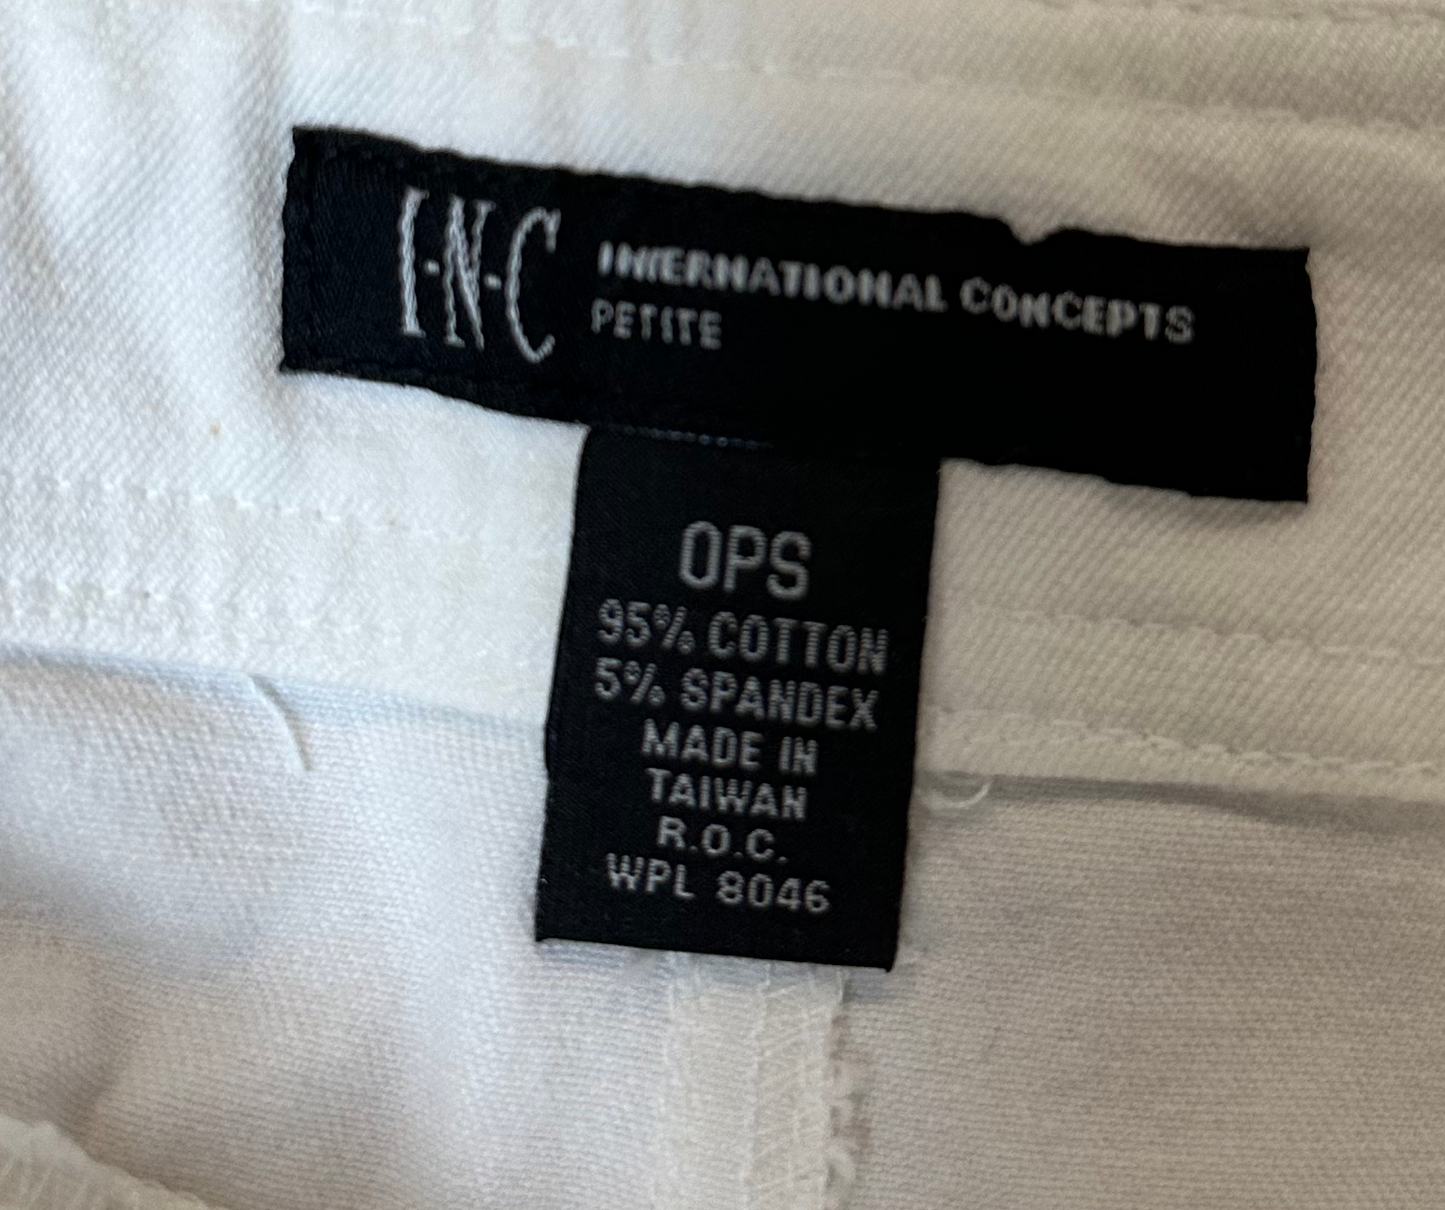 I·N·C INTERNATIONAL CONCEPTS
PETITE
0PS
95% COTTON
5% SPANDEX
MADE IN
TAIWAN
R.O.C.
WPL 8046